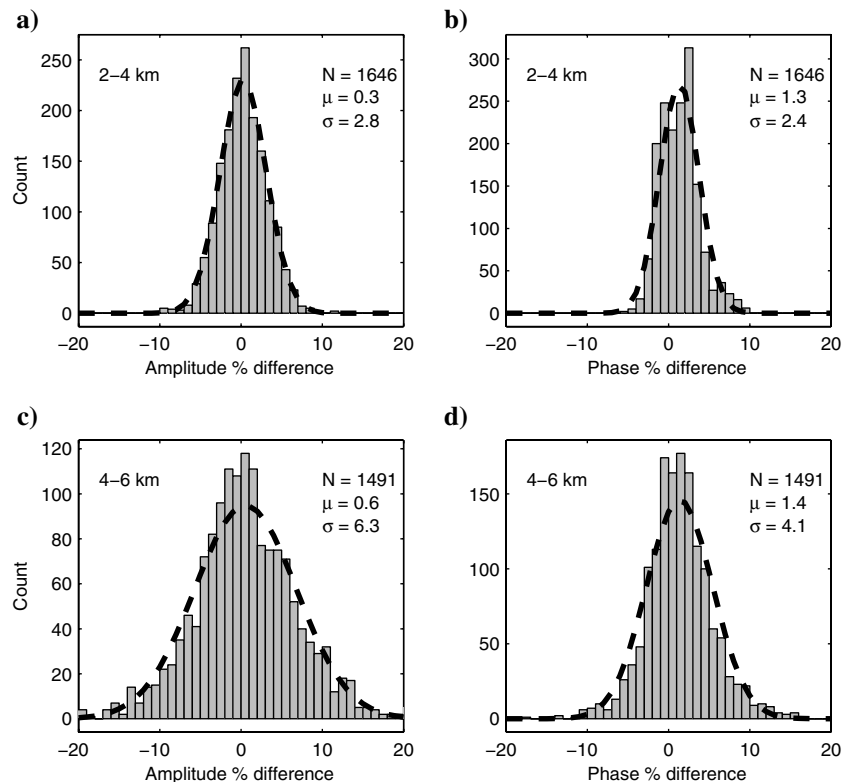 a)
2–4 km
N = 1646
μ = 0.3
σ = 2.8
250
200
150
100
50
0
Count
−20 −10 0 10 20
Amplitude % difference
b)
2–4 km
N = 1646
μ = 1.3
σ = 2.4
300
250
200
150
100
50
0
−20 −10 0 10 20
Phase % difference
c)
4–6 km
N = 1491
μ = 0.6
σ = 6.3
120
100
80
60
40
20
0
Count
−20 −10 0 10 20
Amplitude % difference
d)
4–6 km
N = 1491
μ = 1.4
σ = 4.1
150
100
50
0
−20 −10 0 10 20
Phase % difference